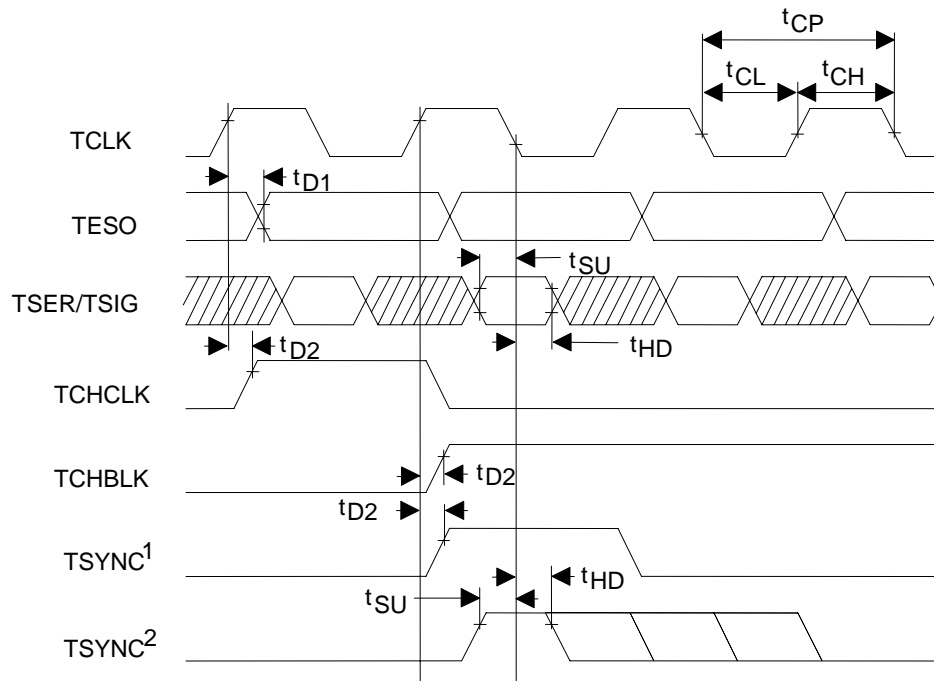 tCP
tCL tCH
TCLK
tD1
TESO
tSU
TSER/TSIG
tD2 tHD
TCHCLK
TCHBLK tD2
tD2
TSYNC1
tHD
tSU
TSYNC2